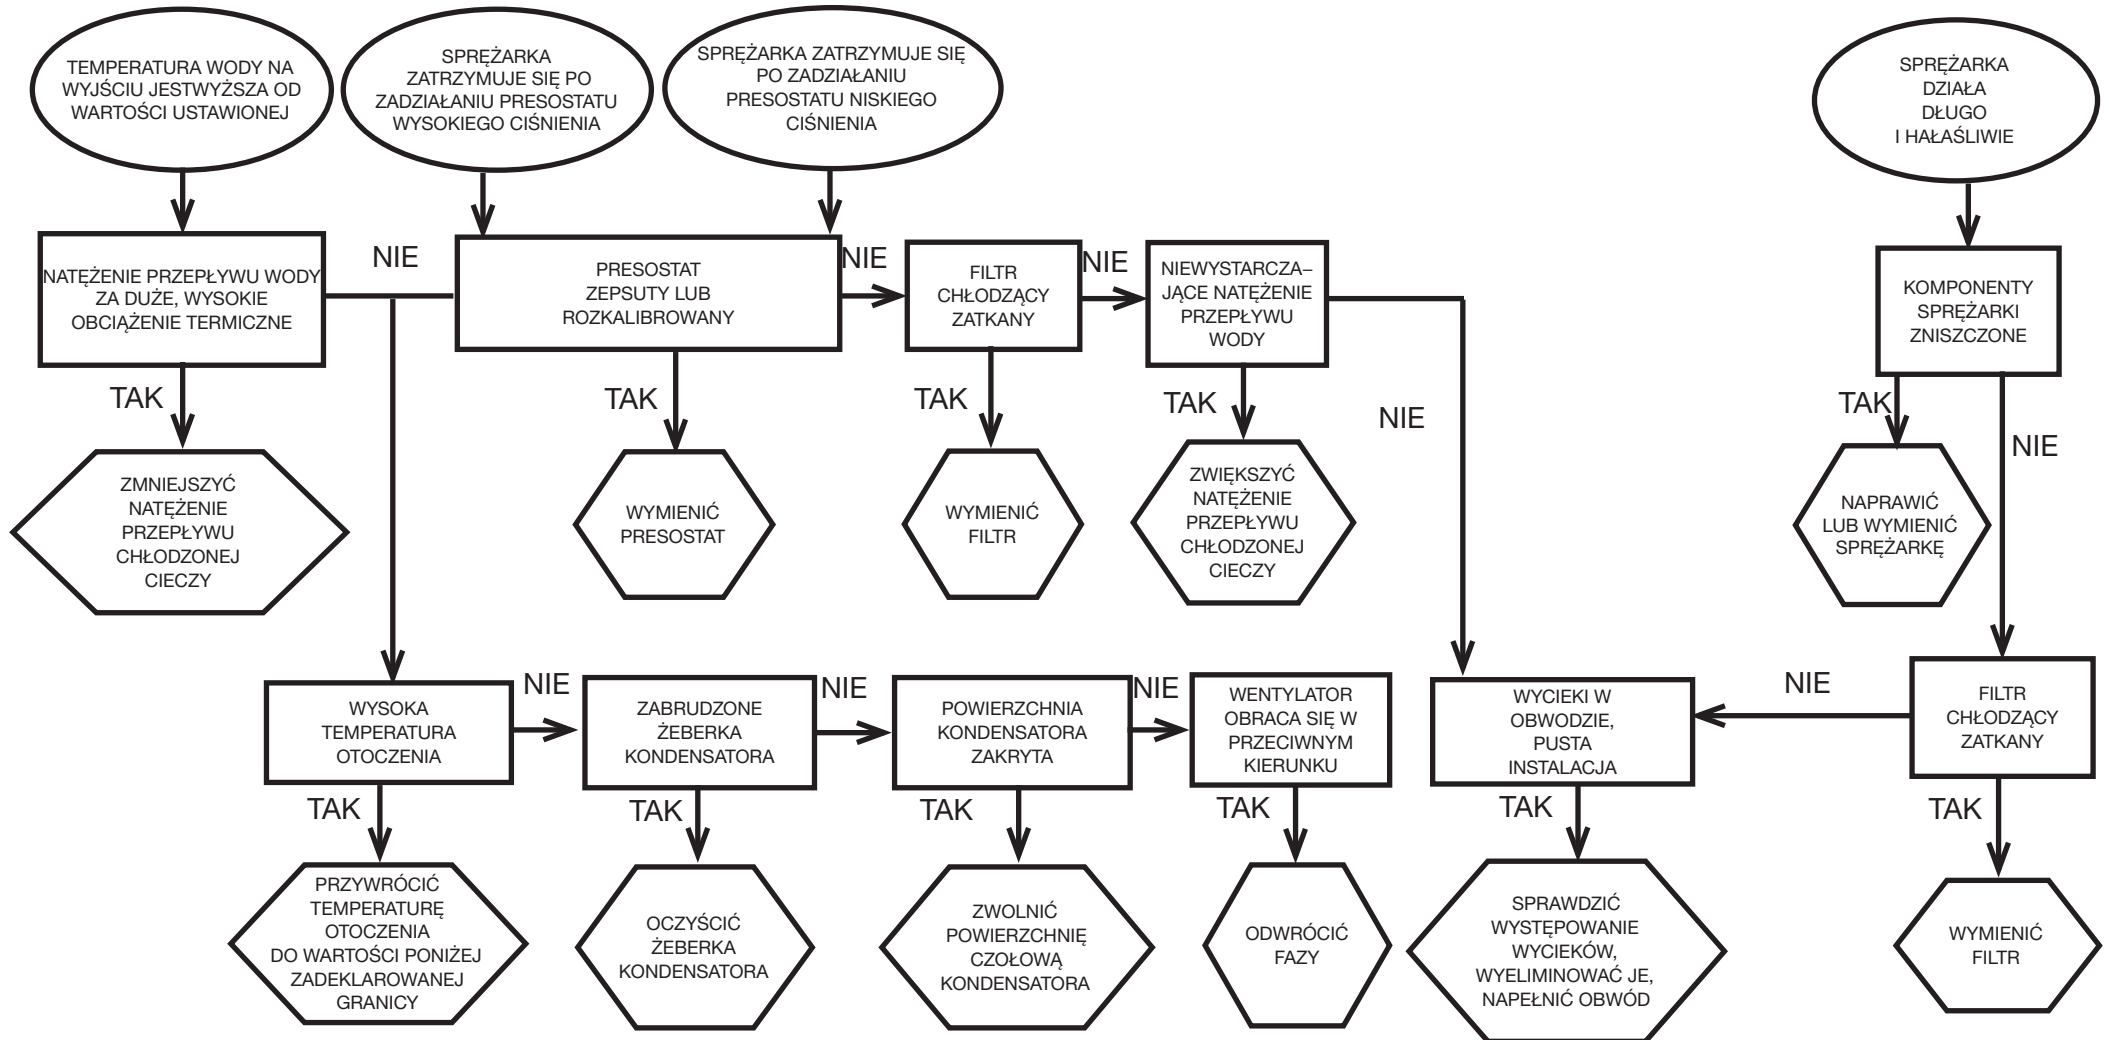 TEMPERATURA WODY NA
WYJŚCIU JESTWYŻSZA OD
WARTOŚCI USTAWIONEJ
SPRĘŻARKA
ZATRZYMUJE SIĘ PO
ZADZIAŁANIU PRESOSTATU
WYSOKIEGO CIŚNIENIA
SPRĘŻARKA ZATRZYMUJE SIĘ
PO ZADZIAŁANIU
PRESOSTATU NISKIEGO
CIŚNIENIA
SPRĘŻARKA
DZIAŁA
DŁUGO
I HAŁAŚLIWIE
NATĘŻENIE PRZEPŁYWU WODY
ZA DUŻE, WYSOKIE
OBCIĄŻENIE TERMICZNE
NIE
PRESOSTAT
ZEPSUTY LUB
ROZKALIBROWANY
NIE
FILTR
CHŁODZĄCY
ZATKANY
NIE
NIEWYSTARCZA–
JĄCE NATĘŻENIE
PRZEPŁYWU
WODY
KOMPONENTY
SPRĘŻARKI
ZNISZCZONE
TAK
TAK
TAK
TAK
NIE
TAK
NIE
ZMNIEJSZYĆ
NATĘŻENIE
PRZEPŁYWU
CHŁODZONEJ
CIECZY
WYMIENIĆ
PRESOSTAT
WYMIENIĆ
FILTR
ZWIĘKSZYĆ
NATĘŻENIE
PRZEPŁYWU
CHŁODZONEJ
CIECZY
NAPRAWIĆ
LUB WYMIENIĆ
SPRĘŻARKĘ
WYSOKA
TEMPERATURA
OTOCZENIA
NIE
ZABRUDZONE
ŻEBERKA
KONDENSATORA
NIE
POWIERZCHNIA
KONDENSATORA
ZAKRYTA
NIE
WENTYLATOR
OBRACA SIĘ W
PRZECIWNYM
KIERUNKU
WYCIEKI W
OBWODZIE,
PUSTA
INSTALACJA
NIE
FILTR
CHŁODZĄCY
ZATKANY
TAK
TAK
TAK
TAK
TAK
TAK
PRZYWRÓCIĆ
TEMPERATURĘ
OTOCZENIA
DO WARTOŚCI PONIŻEJ
ZADEKLAROWANEJ
GRANICY
OCZYŚCIĆ
ŻEBERKA
KONDENSATORA
ZWOLNIĆ
POWIERZCHNIĘ
CZOŁOWĄ
KONDENSATORA
ODWRÓCIĆ
FAZY
SPRAWDZIĆ
WYSTĘPOWANIE
WYCIEKÓW,
WYELIMINOWAĆ JE,
NAPEŁNIĆ OBWÓD
WYMIENIĆ
FILTR